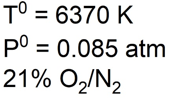 T⁰ = 6370 K
P⁰ = 0.085 atm
21% O₂/N₂